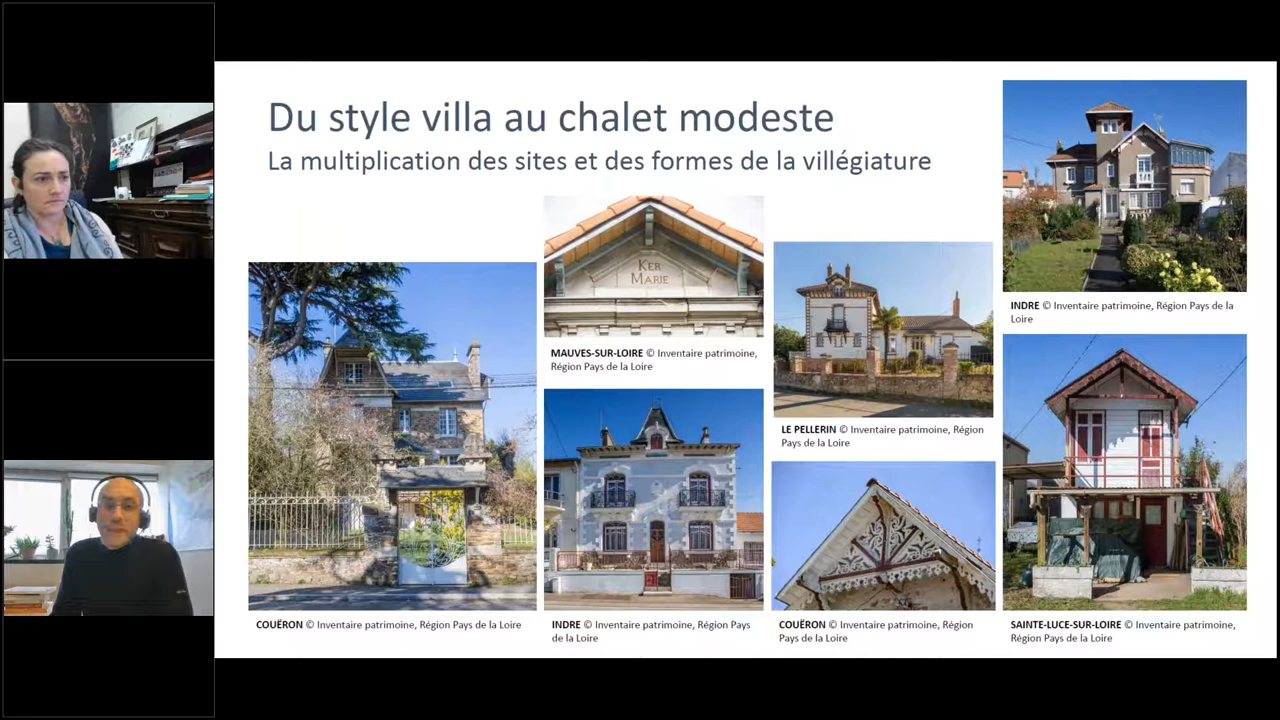 Du style villa au chalet modeste
La multiplication des sites et des formes de la villégiature
KER
MARIE
MAUVES-SUR-LOIRE © Inventaire patrimoine,
Région Pays de la Loire
COUËRON © Inventaire patrimoine, Région Pays de la Loire
INDRE © Inventaire patrimoine, Région Pays
de la Loire
LE PELLERIN © Inventaire patrimoine, Région
Pays de la Loire
COUËRON © Inventaire patrimoine, Région
Pays de la Loire
INDRE © Inventaire patrimoine, Région Pays de la
Loire
SAINTE-LUCE-SUR-LOIRE © Inventaire patrimoine,
Région Pays de la Loire